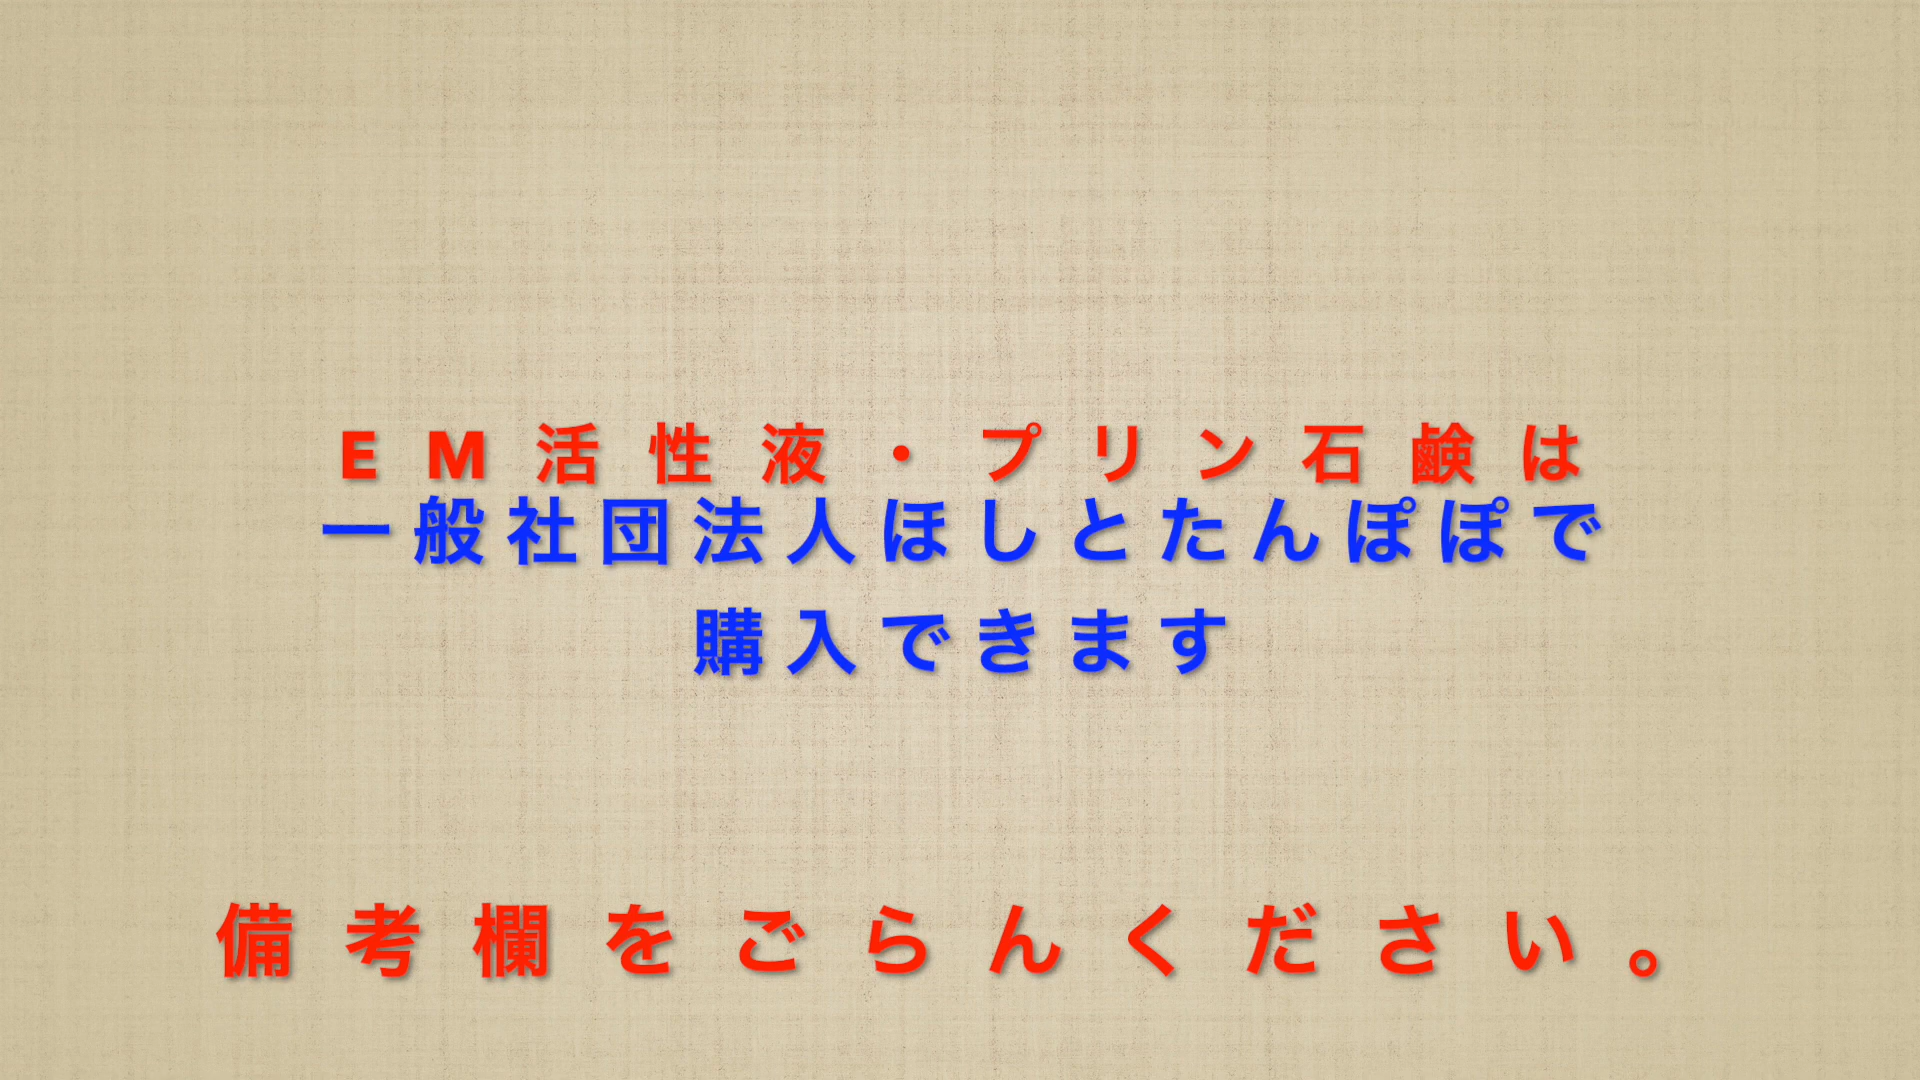 EM活性液・プリン石鹸は
一般社団法人ほしとたんぽぽで
購入できます
備考欄をごらんください。